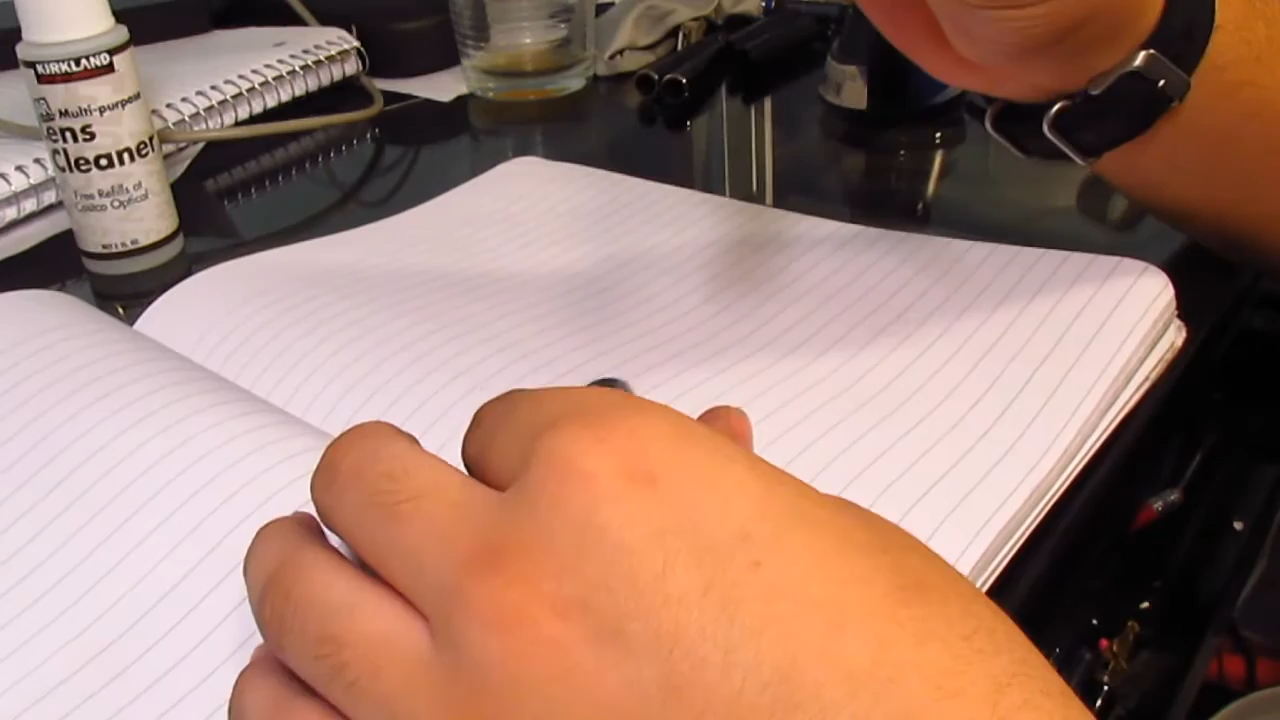 KIRKLAND
Multi-purpose
ens
Cleaner
Free Refills at
Costco Optical